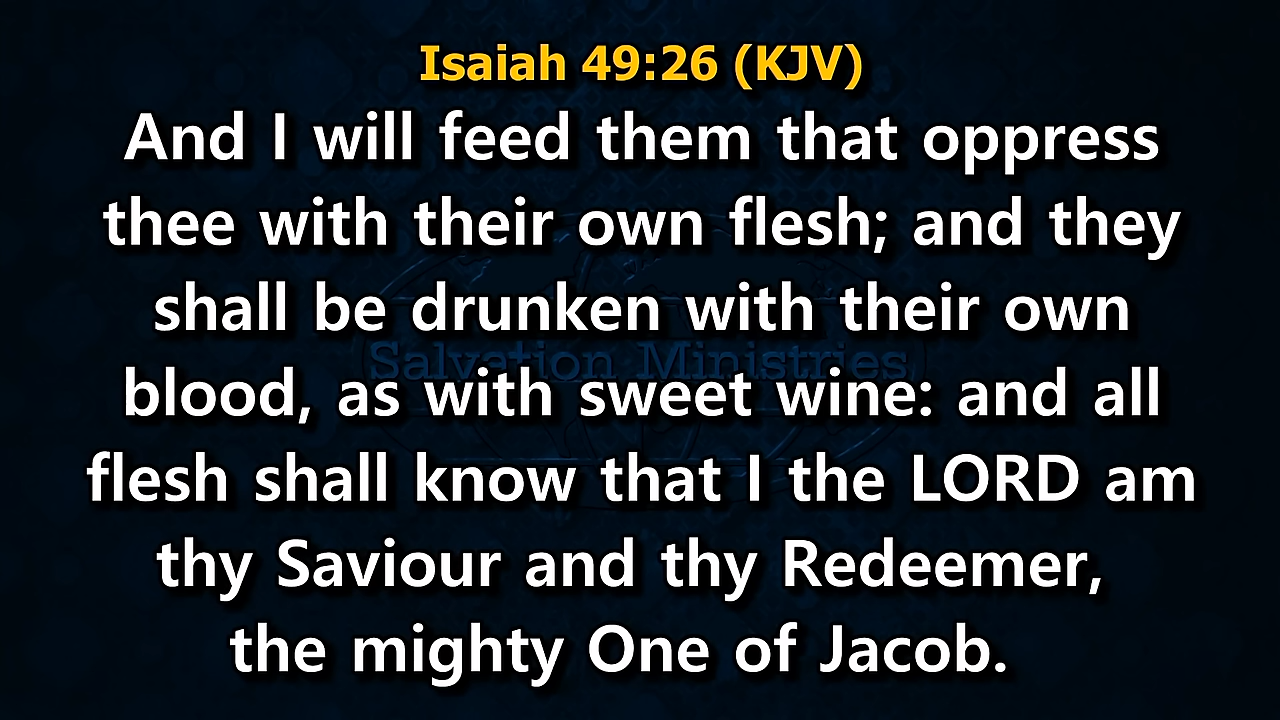 Isaiah 49:26 (KJV)
And I will feed them that oppress
thee with their own flesh; and they
shall be drunken with their own
Salvation Ministries
blood, as with sweet wine: and all
flesh shall know that I the LORD am
thy Saviour and thy Redeemer,
the mighty One of Jacob.